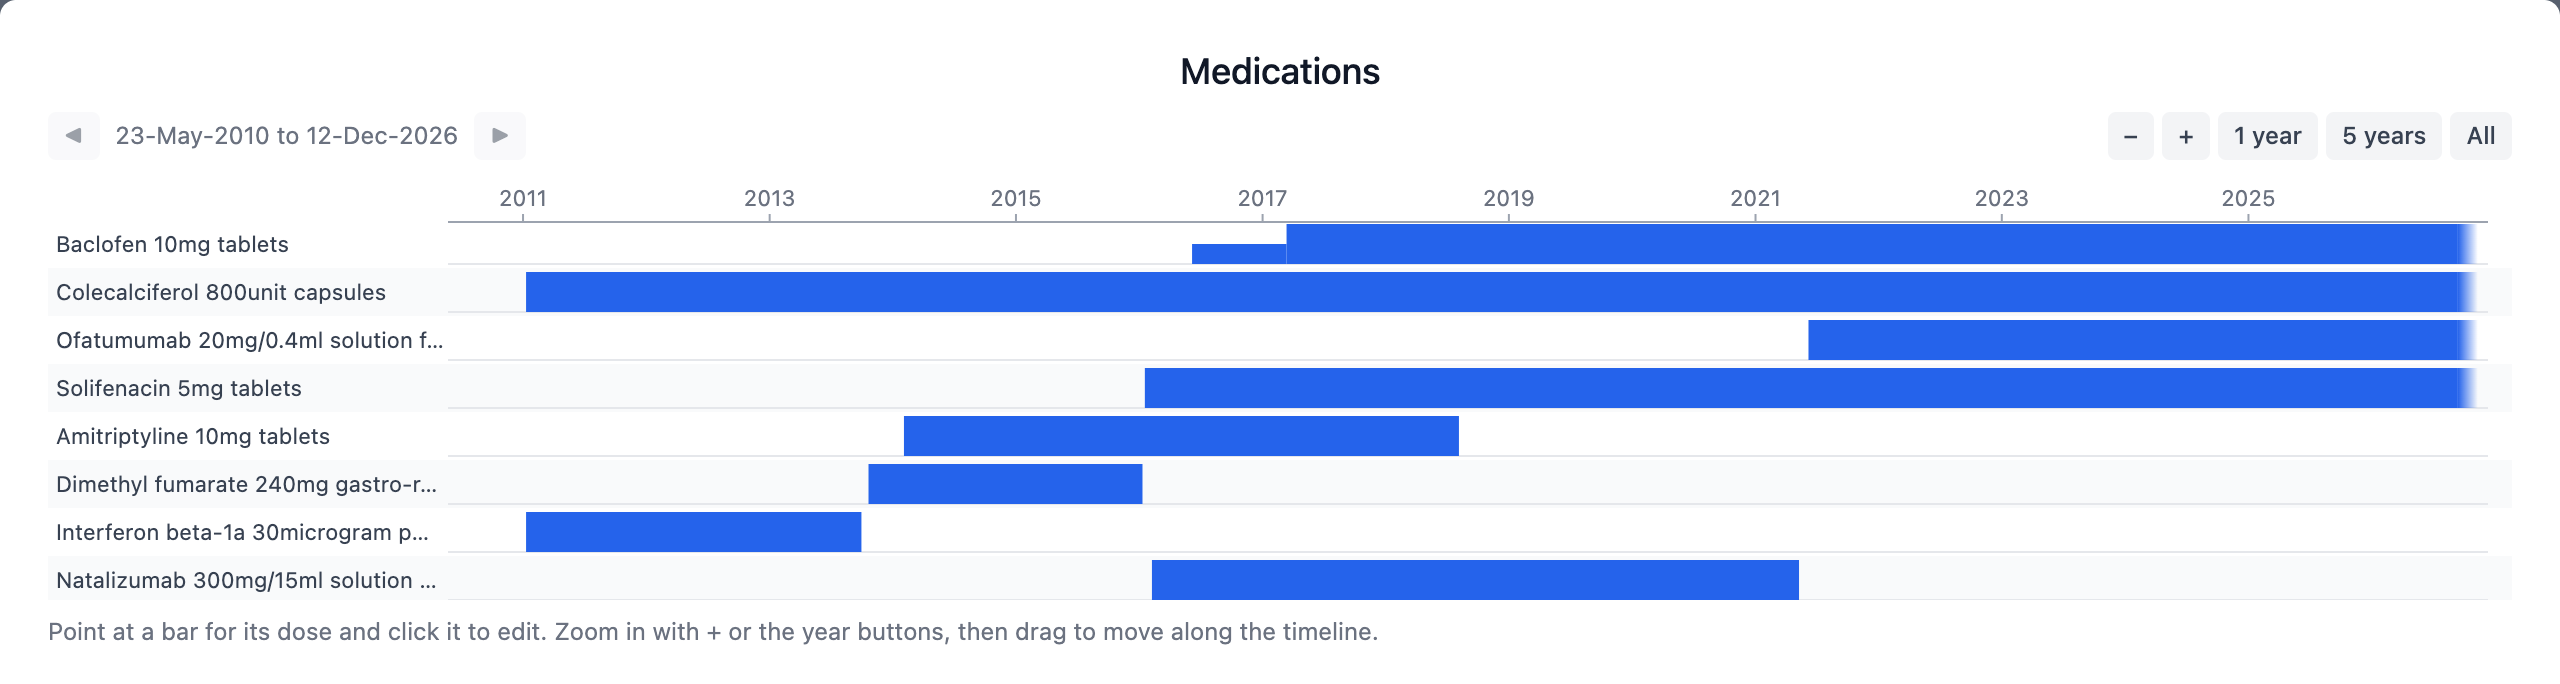 Medications
◀ 23-May-2010 to 12-Dec-2026 ▶ − + 1 year 5 years All
2011 2013 2015 2017 2019 2021 2023 2025
Baclofen 10mg tablets
Colecalciferol 800unit capsules
Ofatumumab 20mg/0.4ml solution f...
Solifenacin 5mg tablets
Amitriptyline 10mg tablets
Dimethyl fumarate 240mg gastro-r...
Interferon beta-1a 30microgram p...
Natalizumab 300mg/15ml solution ...
Point at a bar for its dose and click it to edit. Zoom in with + or the year buttons, then drag to move along the timeline.